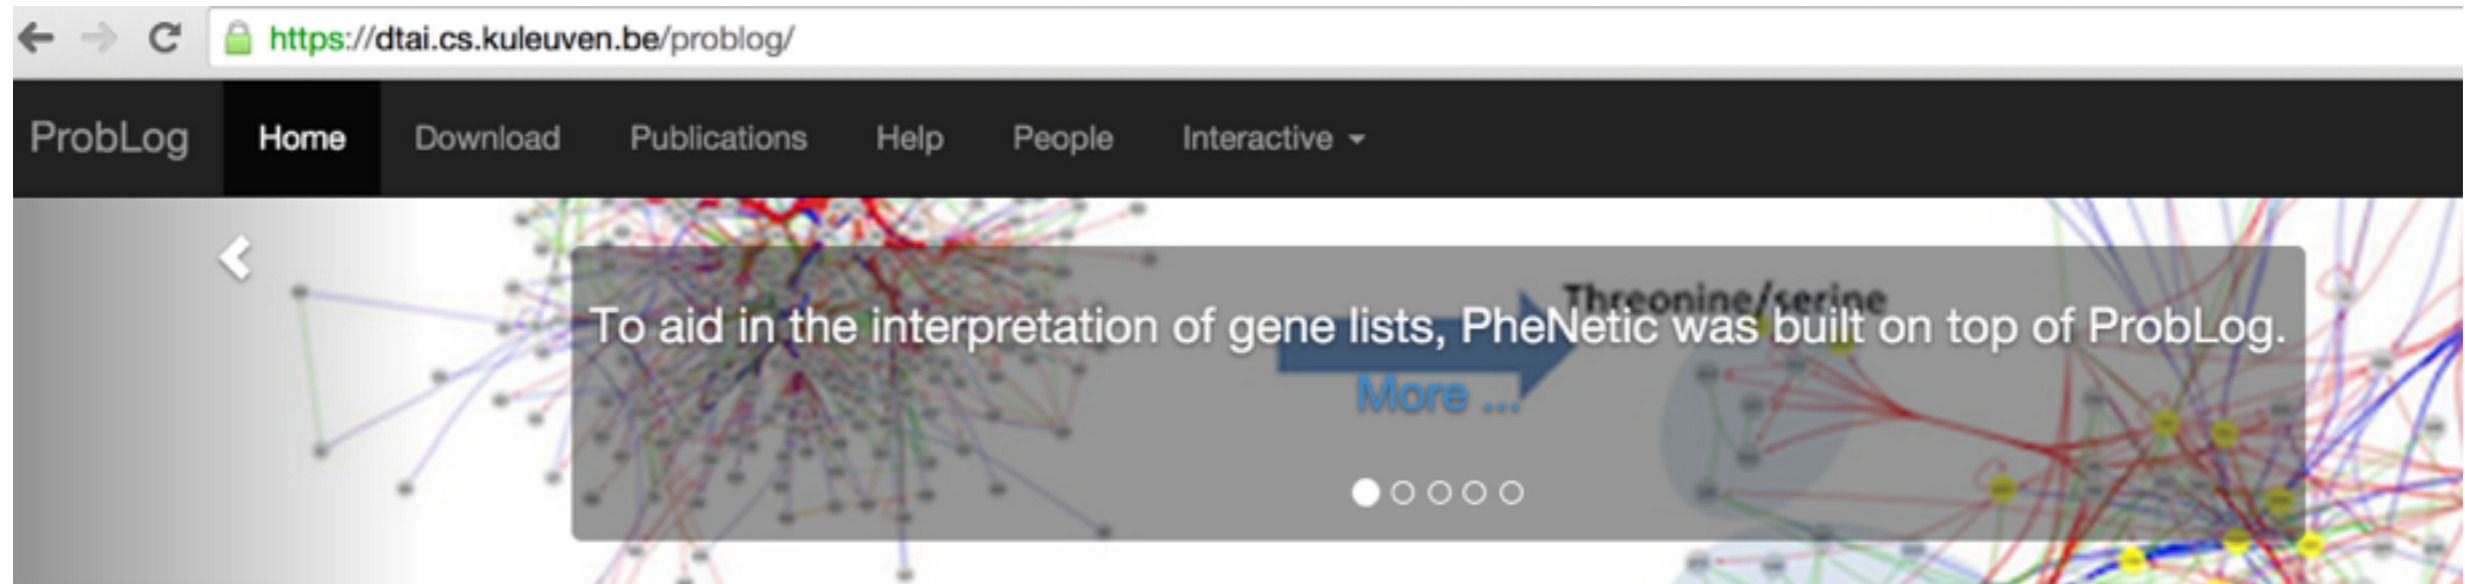 https://dtai.cs.kuleuven.be/problog/
ProbLog Home Download Publications Help People Interactive
Threonine/serine
To aid in the interpretation of gene lists, PheNetic was built on top of ProbLog.
More ...